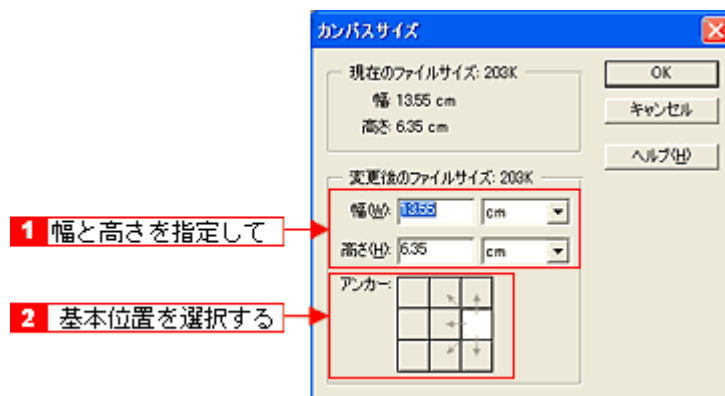 カンバスサイズ
現在のファイルサイズ: 203K
幅: 13.55 cm
高さ: 6.35 cm
OK
キャンセル
ヘルプ(H)
変更後のファイルサイズ: 203K
幅(W): 13.55 cm
高さ(H): 6.35 cm
アンカー:
1 幅と高さを指定して
2 基本位置を選択する